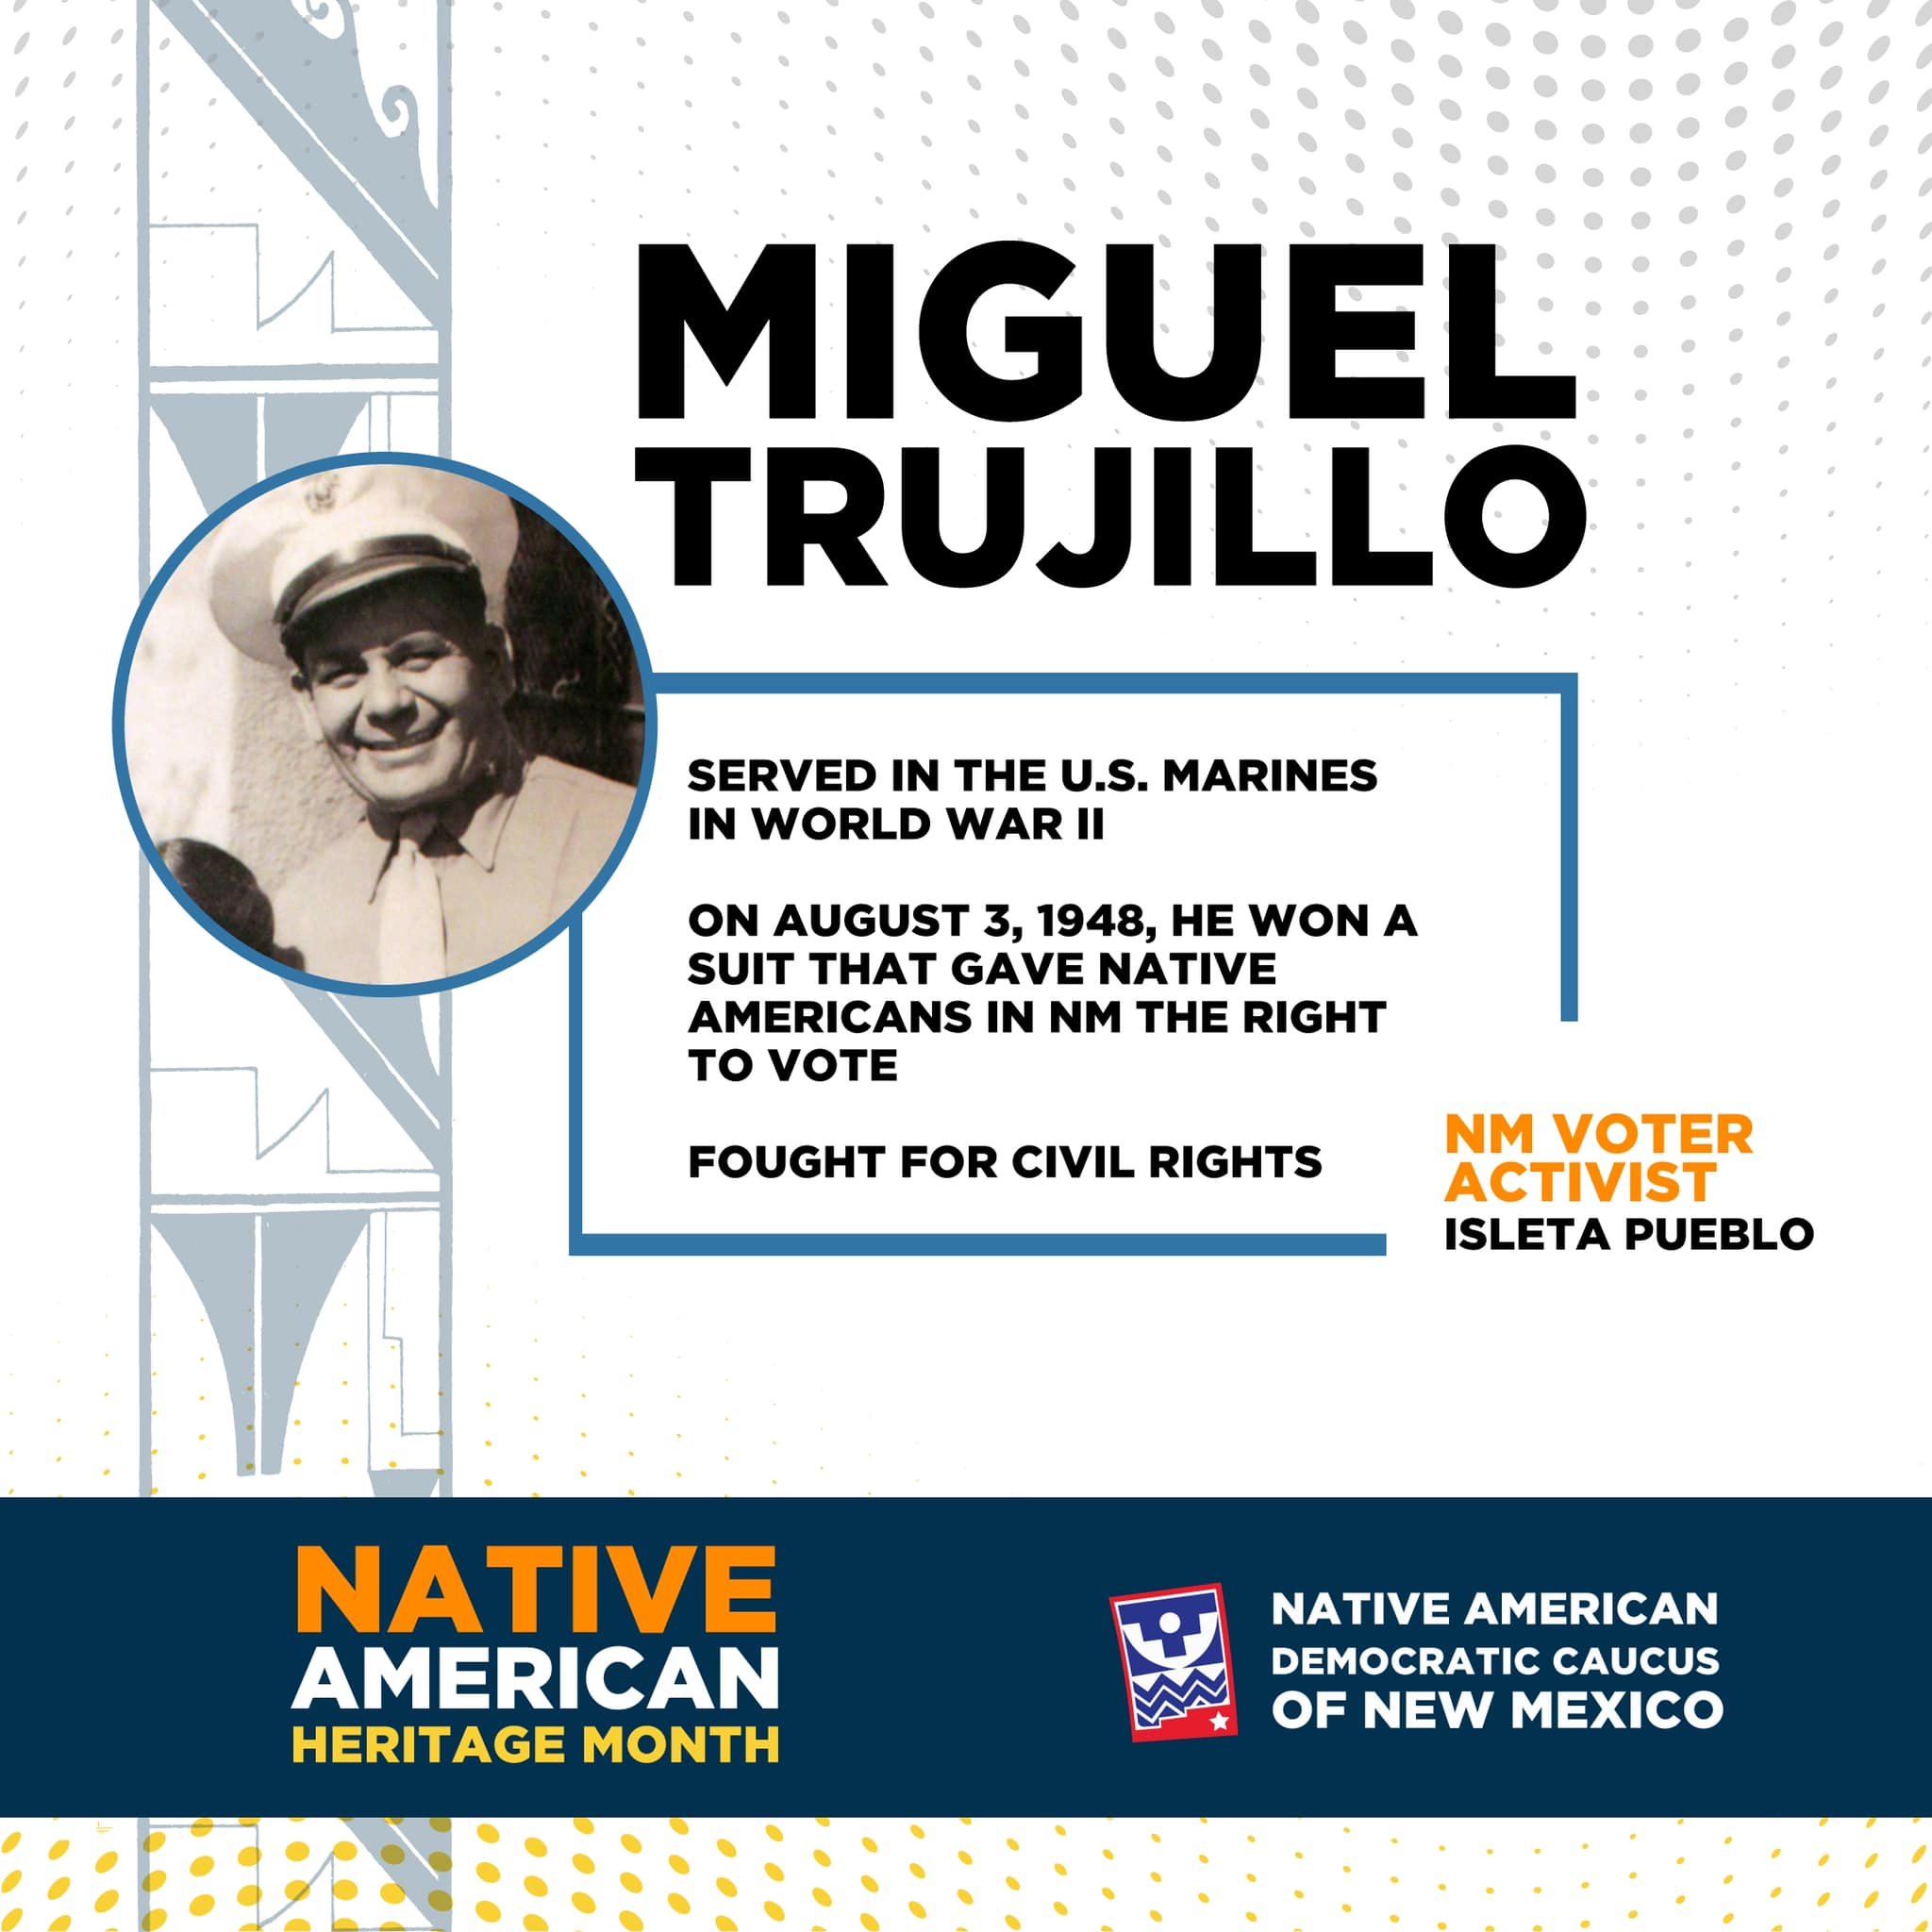 MIGUEL
TRUJILLO
SERVED IN THE U.S. MARINES
IN WORLD WAR II
ON AUGUST 3, 1948, HE WON A
SUIT THAT GAVE NATIVE
AMERICANS IN NM THE RIGHT
TO VOTE
FOUGHT FOR CIVIL RIGHTS
NM VOTER
ACTIVIST
ISLETA PUEBLO
NATIVE
AMERICAN
HERITAGE MONTH
NATIVE AMERICAN
DEMOCRATIC CAUCUS
OF NEW MEXICO